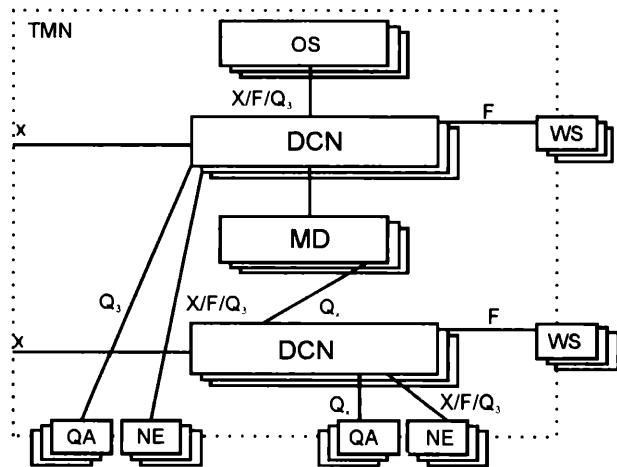 TMN
OS
X/F/Q₃
x
DCN
F
WS
MD
Q₃
X/F/Q₃
Qₓ
x
DCN
F
WS
Qₓ
X/F/Q₃
QA
NE
QA
NE